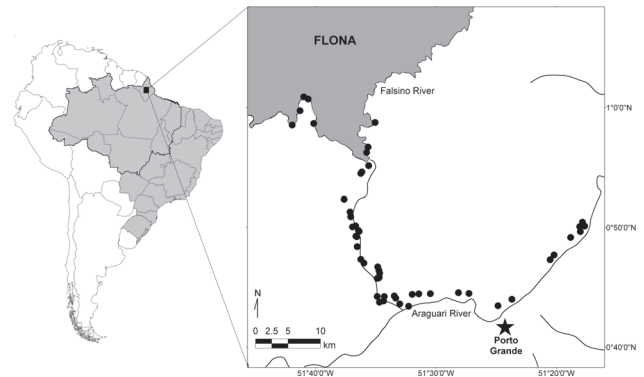 FLONA
Falsino River
1°0'0"N
0°50'0"N
N
0 2.5 5 10
km
Araguari River
Porto
Grande
0°40'0"N
51°40'0"W 51°30'0"W 51°20'0"W